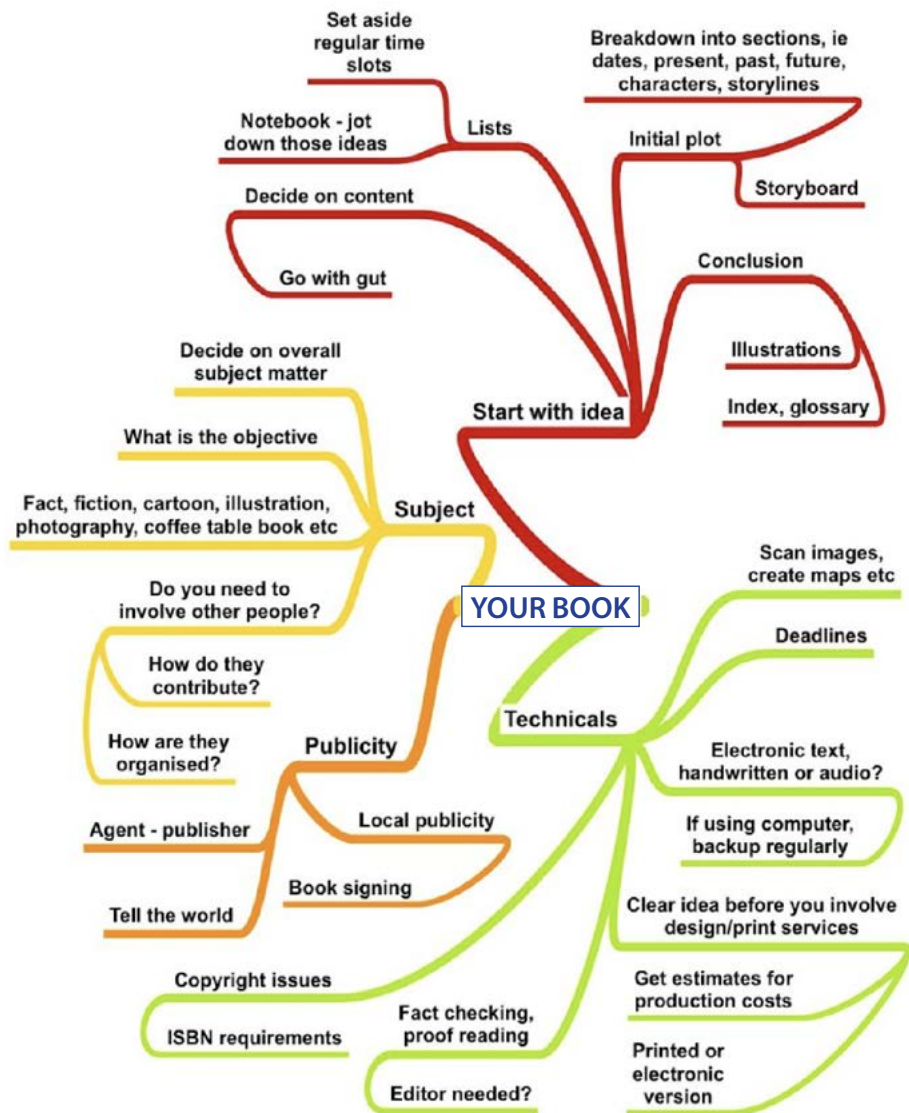 Set aside
regular time
slots
Notebook - jot
down those ideas
Lists
Decide on content
Go with gut
Breakdown into sections, ie
dates, present, past, future,
characters, storylines
Initial plot
Storyboard
Conclusion
Illustrations
Index, glossary
Start with idea
Decide on overall
subject matter
What is the objective
Fact, fiction, cartoon, illustration,
photography, coffee table book etc
Subject
Do you need to
involve other people?
How do they
contribute?
How are they
organised?
YOUR BOOK
Publicity
Agent - publisher
Local publicity
Book signing
Tell the world
Technicals
Scan images,
create maps etc
Deadlines
Electronic text,
handwritten or audio?
If using computer,
backup regularly
Clear idea before you involve
design/print services
Get estimates for
production costs
Printed or
electronic
version
Copyright issues
ISBN requirements
Fact checking,
proof reading
Editor needed?